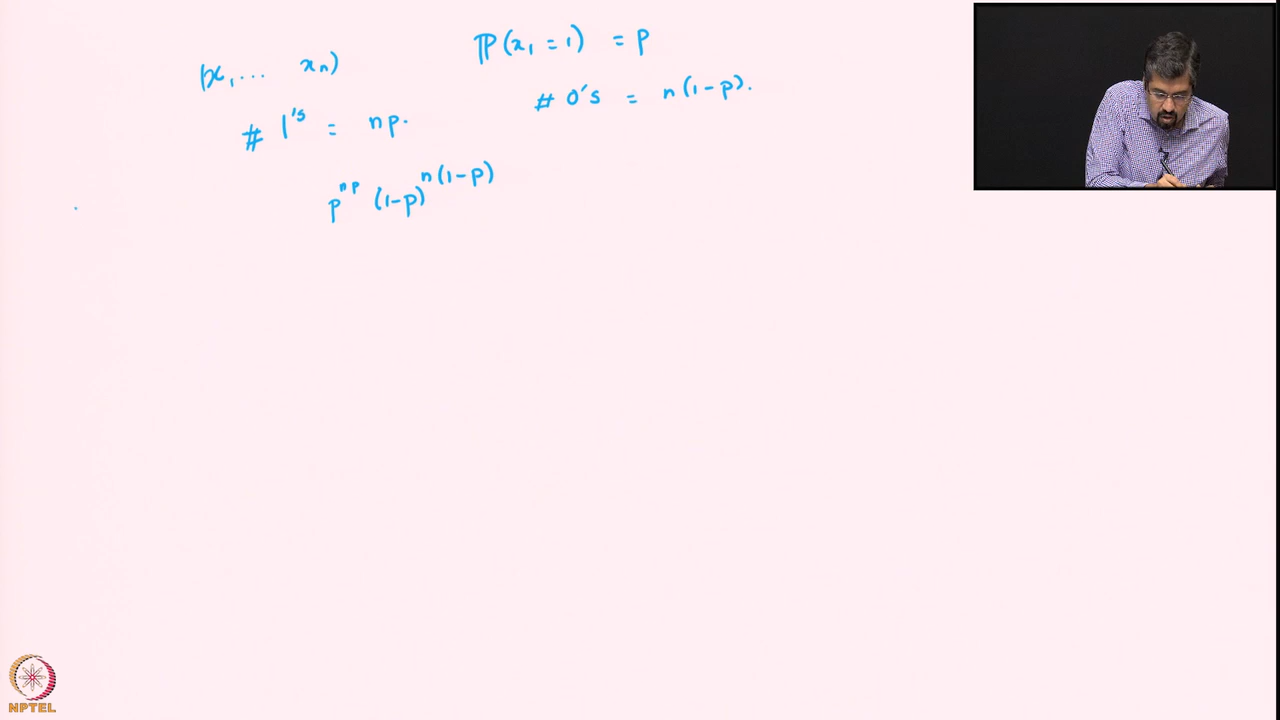 (x₁, ... xₙ)
ℙ(x₁ = 1) = p
# 1's = np.
# 0's = n(1-p).
p^{np} (1-p)^{n(1-p)}
NPTEL